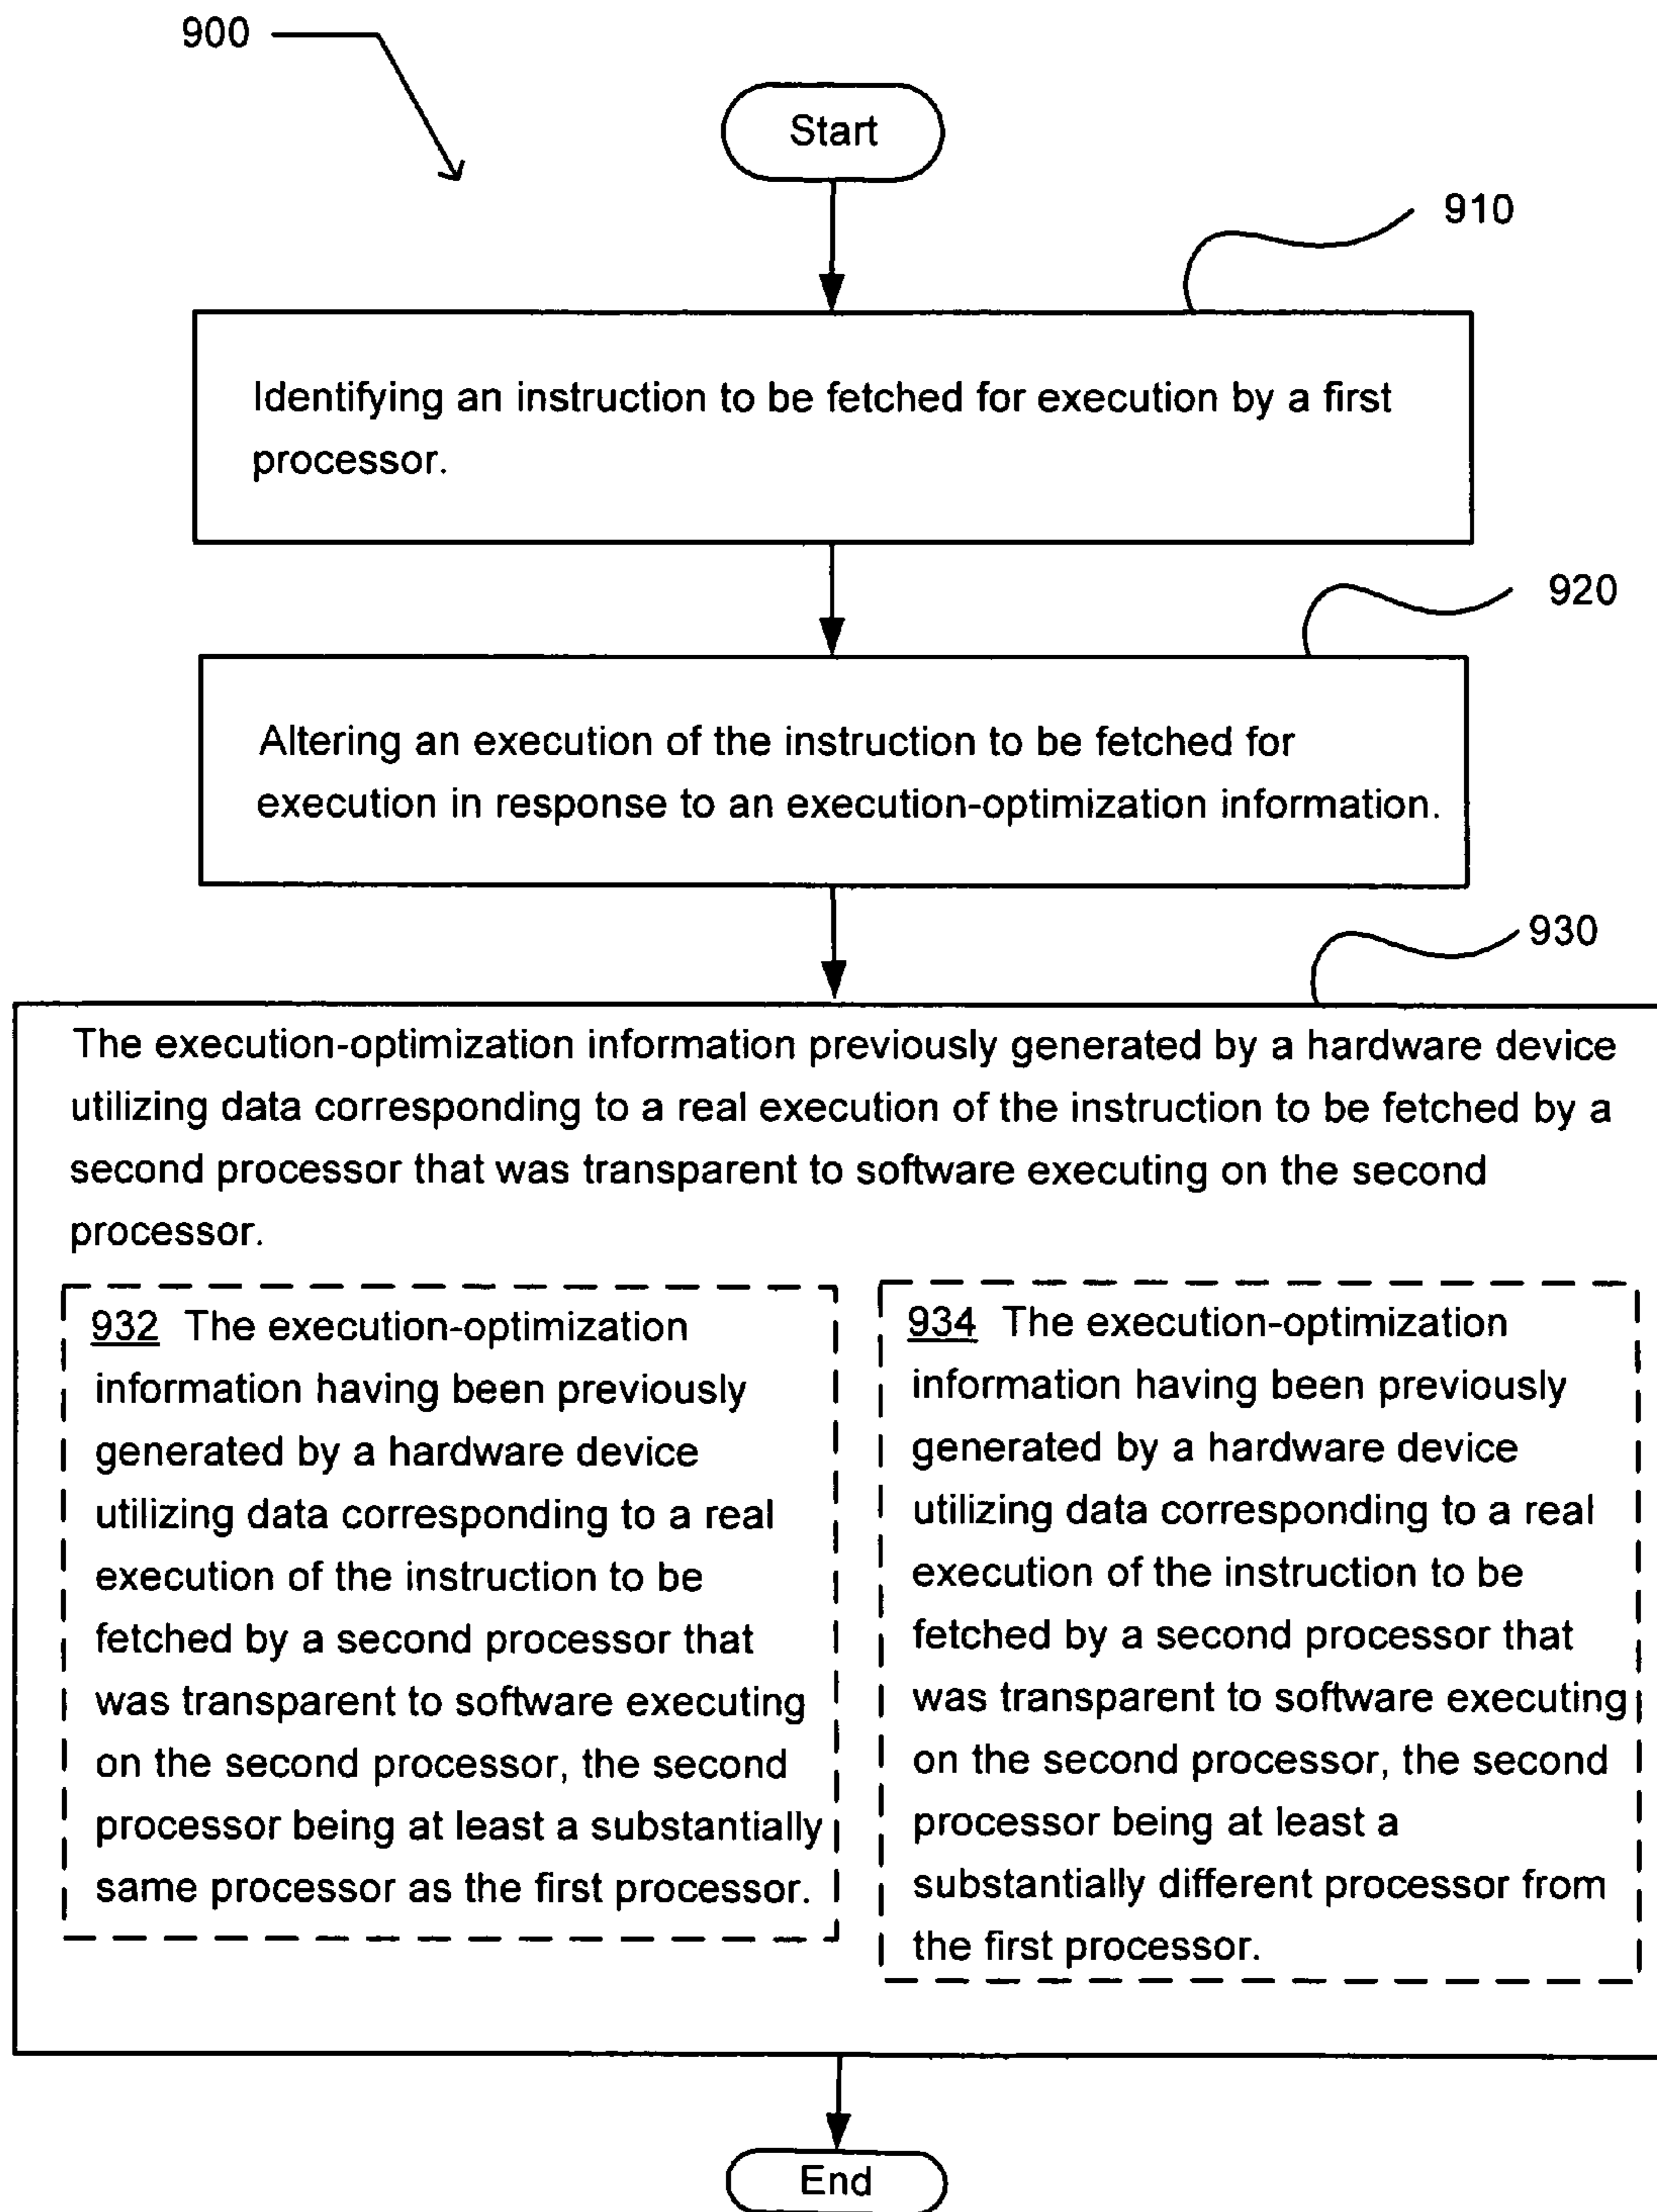 900
Start
910
Identifying an instruction to be fetched for execution by a first
processor.
920
Altering an execution of the instruction to be fetched for
execution in response to an execution-optimization information.
930
The execution-optimization information previously generated by a hardware device
utilizing data corresponding to a real execution of the instruction to be fetched by a
second processor that was transparent to software executing on the second
processor.
932 The execution-optimization
information having been previously
generated by a hardware device
utilizing data corresponding to a real
execution of the instruction to be
fetched by a second processor that
was transparent to software executing
on the second processor, the second
processor being at least a substantially
same processor as the first processor.
934 The execution-optimization
information having been previously
generated by a hardware device
utilizing data corresponding to a real
execution of the instruction to be
fetched by a second processor that
was transparent to software executing
on the second processor, the second
processor being at least a
substantially different processor from
the first processor.
End